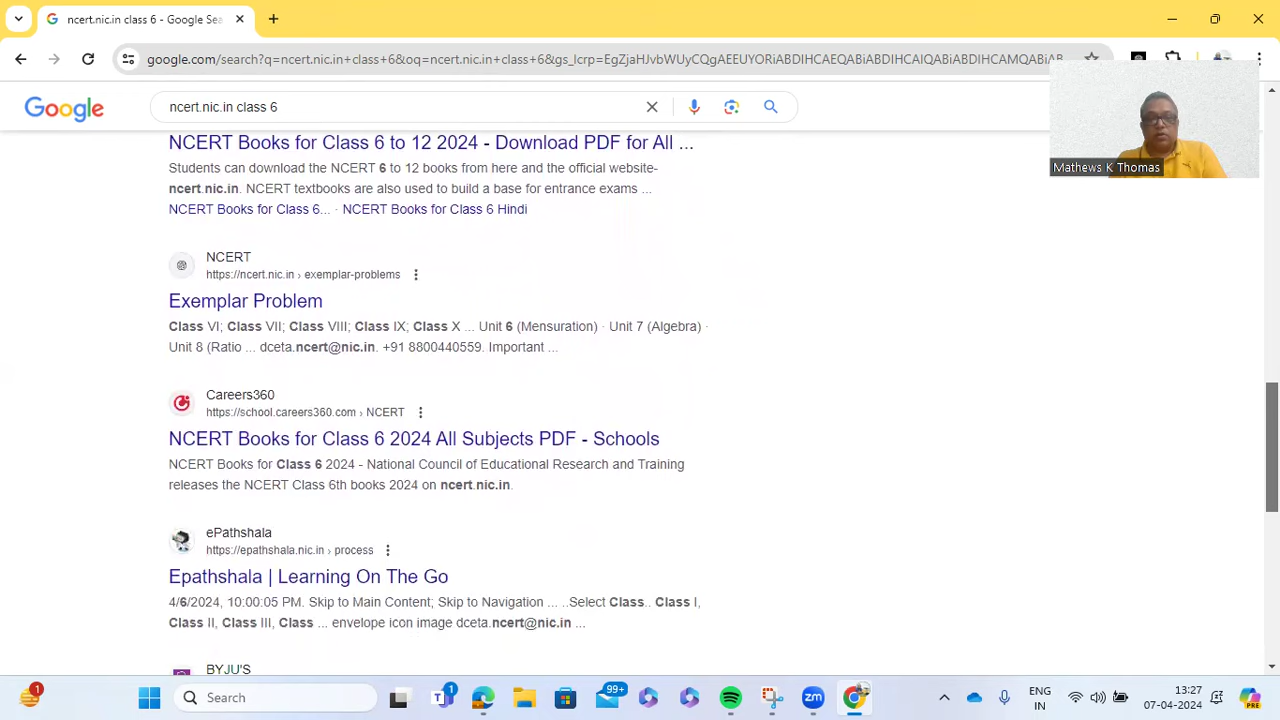 ncert.nic.in class 6 - Google Sea
google.com/search?q=ncert.nic.in+class+6&oq=ncert.nic.in+class+6&gs_lcrp=EgZjaHJvbWUyCQgAEEUYORiABDIHCAEQABiABDIHCAIQABiABDIHCAMQABiAB
Google
ncert.nic.in class 6
Mathews K Thomas
NCERT Books for Class 6 to 12 2024 - Download PDF for All ...
Students can download the NCERT 6 to 12 books from here and the official website-
ncert.nic.in. NCERT textbooks are also used to build a base for entrance exams ...
NCERT Books for Class 6... · NCERT Books for Class 6 Hindi
NCERT
https://ncert.nic.in › exemplar-problems
Exemplar Problem
Class VI; Class VII; Class VIII; Class IX; Class X ... Unit 6 (Mensuration) · Unit 7 (Algebra) ·
Unit 8 (Ratio ... dceta.ncert@nic.in. +91 8800440559. Important ...
Careers360
https://school.careers360.com › NCERT
NCERT Books for Class 6 2024 All Subjects PDF - Schools
NCERT Books for Class 6 2024 - National Council of Educational Research and Training
releases the NCERT Class 6th books 2024 on ncert.nic.in.
ePathshala
https://epathshala.nic.in › process
Epathshala | Learning On The Go
4/6/2024, 10:00:05 PM. Skip to Main Content; Skip to Navigation ... ..Select Class.. Class I,
Class II, Class III, Class ... envelope icon image dceta.ncert@nic.in ...
BYJU'S
1
Search
1
99+
zm
ENG
IN
13:27
07-04-2024
PRE